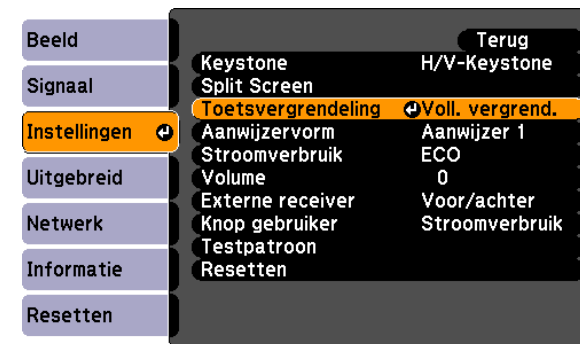 Beeld
Signaal
Instellingen
Uitgebreid
Netwerk
Informatie
Resetten
Terug
Keystone H/V-Keystone
Split Screen
Toetsvergrendeling Voll. vergrend.
Aanwijzervorm Aanwijzer 1
Stroomverbruik ECO
Volume 0
Externe receiver Voor/achter
Knop gebruiker Stroomverbruik
Testpatroon
Resetten